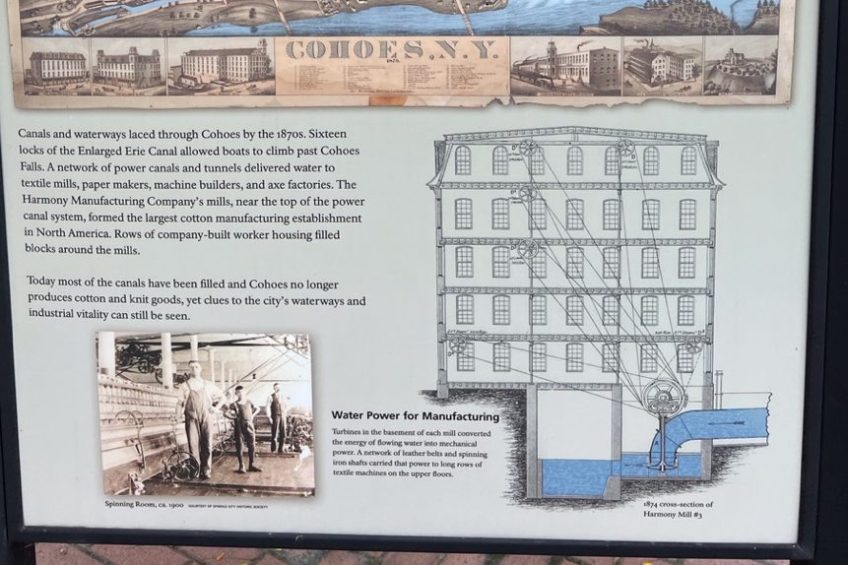 COHOES, N.Y.
Canals and waterways laced through Cohoes by the 1870s. Sixteen
locks of the Enlarged Erie Canal allowed boats to climb past Cohoes
Falls. A network of power canals and tunnels delivered water to
textile mills, paper makers, machine builders, and axe factories. The
Harmony Manufacturing Company's mills, near the top of the power
canal system, formed the largest cotton manufacturing establishment
in North America. Rows of company-built worker housing filled
blocks around the mills.
Today most of the canals have been filled and Cohoes no longer
produces cotton and knit goods, yet clues to the city's waterways and
industrial vitality can still be seen.
Spinning Room, ca. 1900 COURTESY OF SPINDLE CITY HISTORIC SOCIETY
Water Power for Manufacturing
Turbines in the basement of each mill converted
the energy of flowing water into mechanical
power. A network of leather belts and spinning
iron shafts carried that power to long rows of
textile machines on the upper floors.
1874 cross-section of
Harmony Mill #3